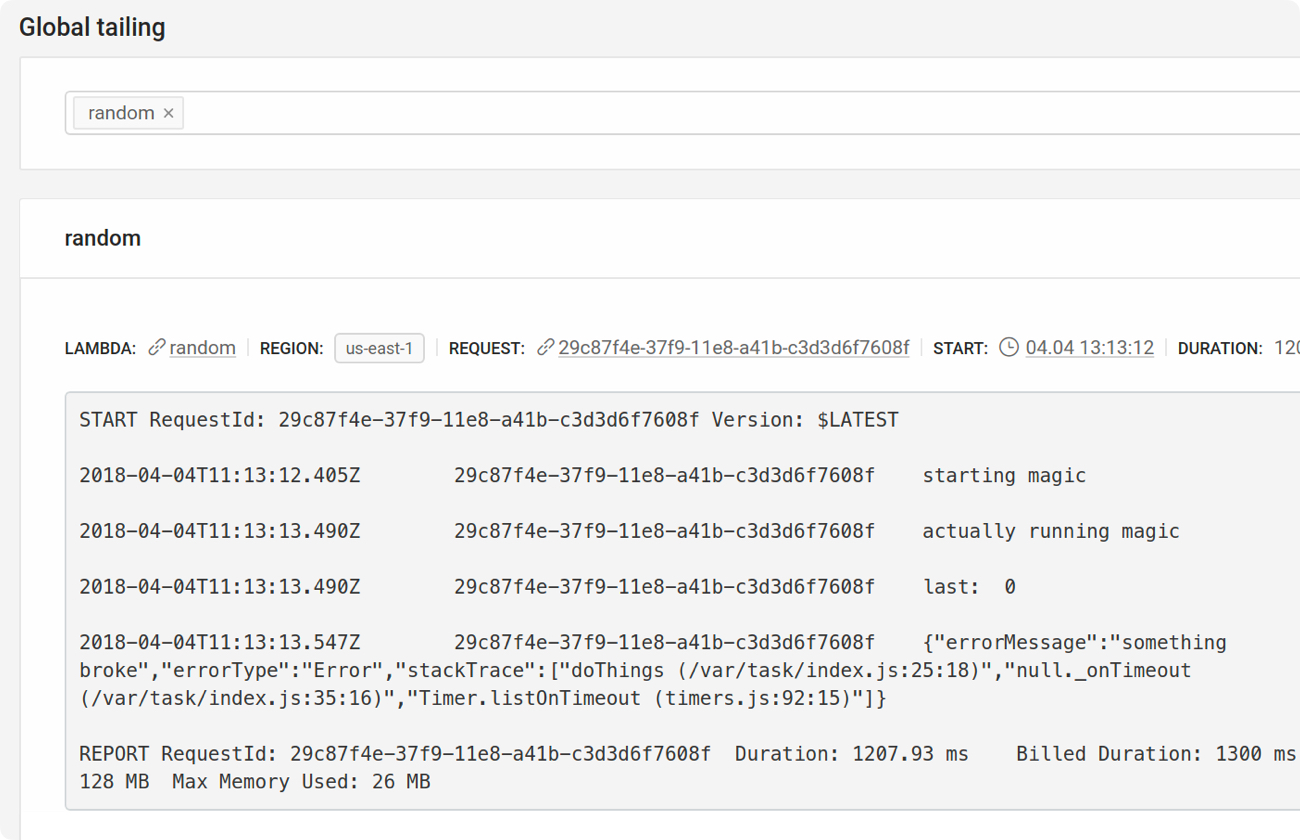 Global tailing
random ×
random
LAMBDA: random REGION: us-east-1 REQUEST: 29c87f4e-37f9-11e8-a41b-c3d3d6f7608f START: 04.04 13:13:12 DURATION: 120
START RequestId: 29c87f4e-37f9-11e8-a41b-c3d3d6f7608f Version: $LATEST
2018-04-04T11:13:12.405Z 29c87f4e-37f9-11e8-a41b-c3d3d6f7608f starting magic
2018-04-04T11:13:13.490Z 29c87f4e-37f9-11e8-a41b-c3d3d6f7608f actually running magic
2018-04-04T11:13:13.490Z 29c87f4e-37f9-11e8-a41b-c3d3d6f7608f last: 0
2018-04-04T11:13:13.547Z 29c87f4e-37f9-11e8-a41b-c3d3d6f7608f {"errorMessage":"something
broke","errorType":"Error","stackTrace":["doThings (/var/task/index.js:25:18)","null._onTimeout
(/var/task/index.js:35:16)","Timer.listOnTimeout (timers.js:92:15)"]}
REPORT RequestId: 29c87f4e-37f9-11e8-a41b-c3d3d6f7608f Duration: 1207.93 ms Billed Duration: 1300 ms
128 MB Max Memory Used: 26 MB